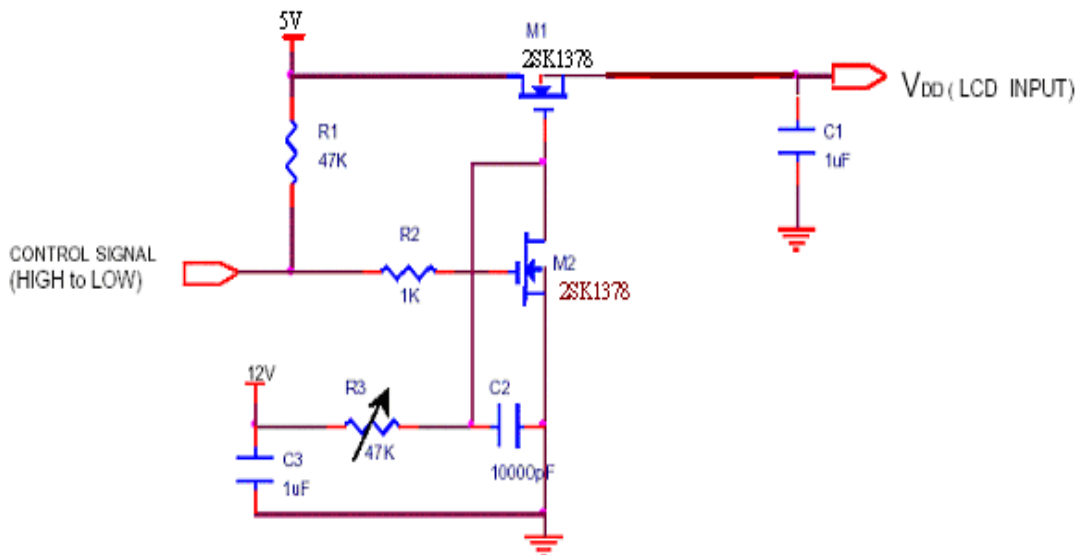 5V
M1
2SK1378
VDD ( LCD INPUT)
R1
47K
C1
1uF
CONTROL SIGNAL
(HIGH to LOW)
R2
1K
M2
2SK1378
12V
R3
47K
C2
10000pF
C3
1uF